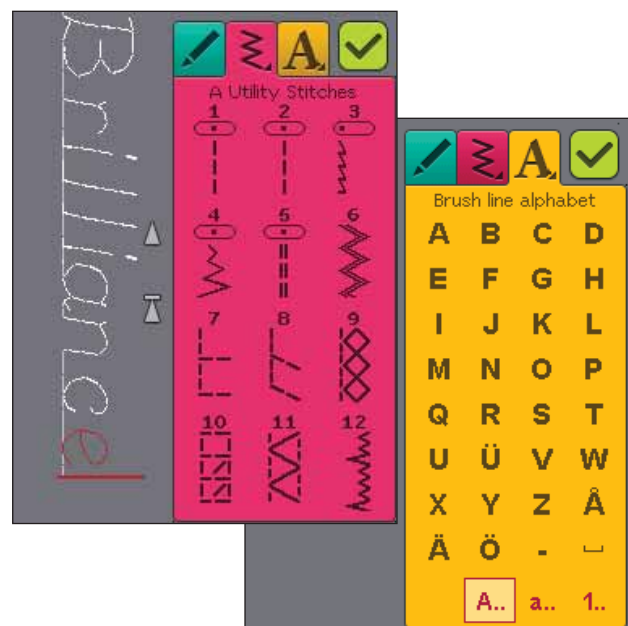 Brilliance
A
A Utility Stitches
1 2 3
4 5 6
7 8 9
10 11 12
A
Brush line alphabet
A B C D
E F G H
I J K L
M N O P
Q R S T
U Ü V W
X Y Z Å
Ä Ö - ⎵
A.. a.. 1..